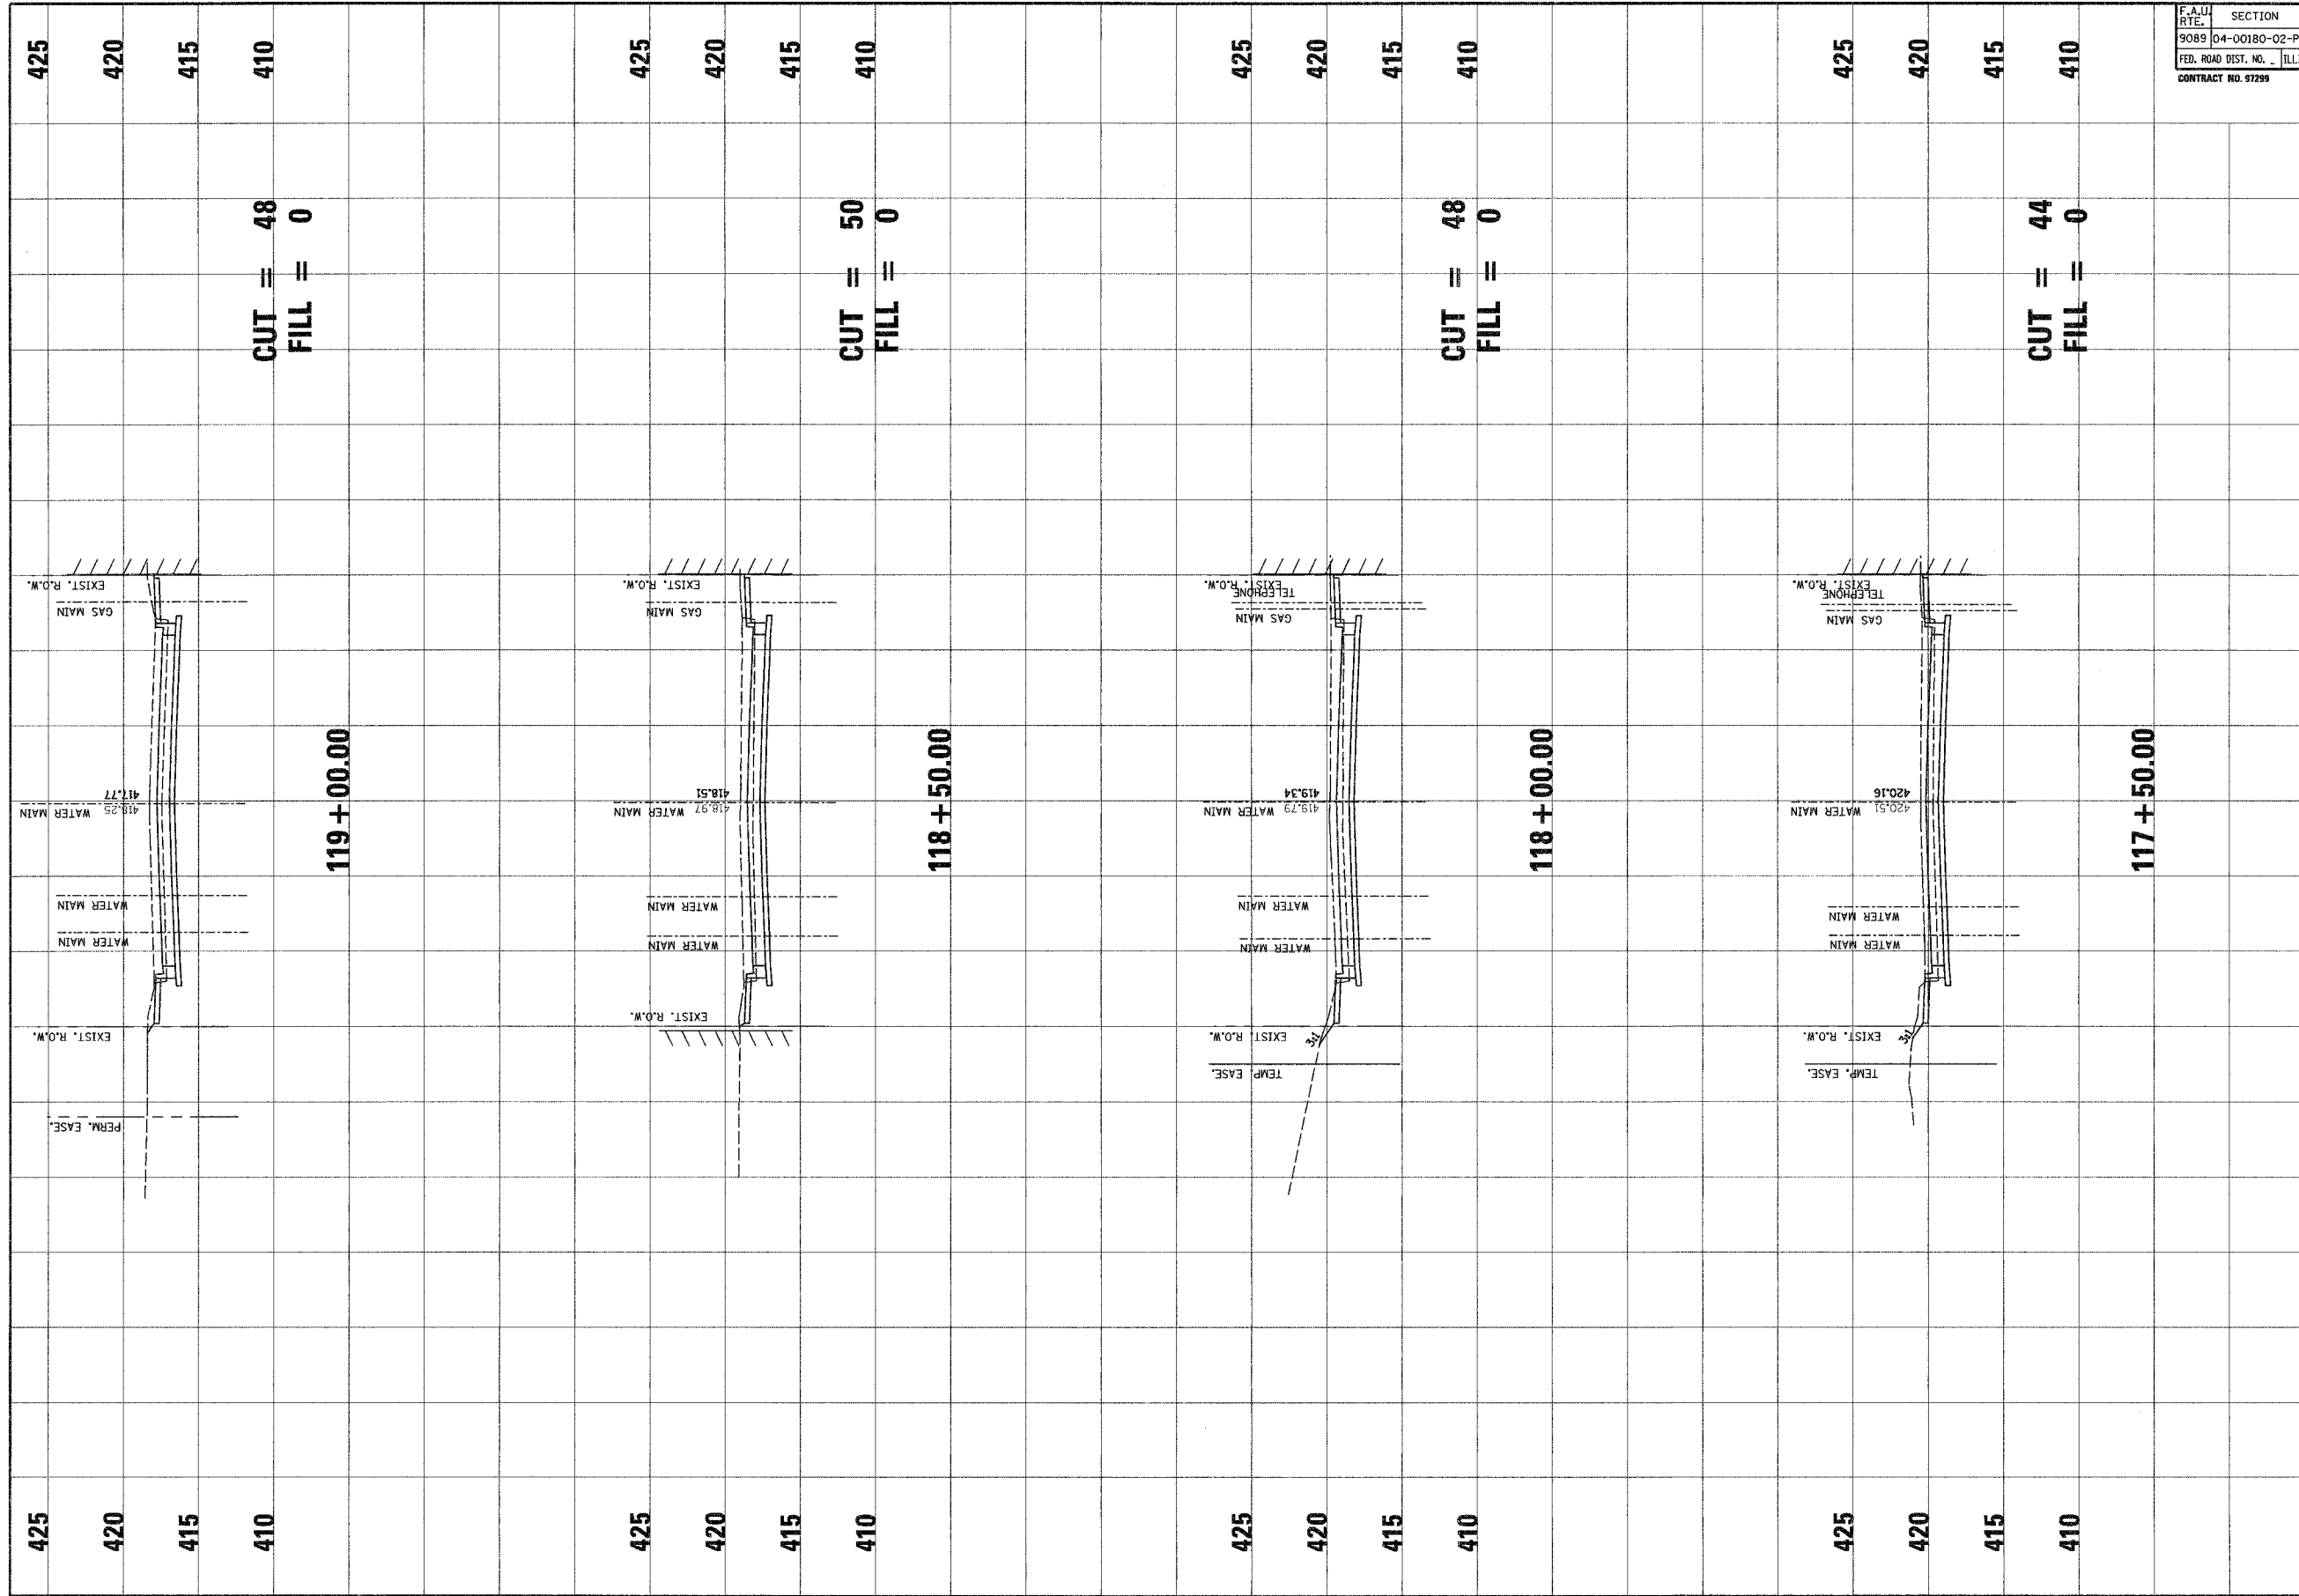 F.A.U. RTE. SECTION
9089 04-00180-02-P
FED. ROAD DIST. NO. _ ILL
CONTRACT NO. 97299
425 420 415 410
CUT = 48
FILL = 0
EXIST. R.O.W.
GAS MAIN
417.77
418.25
WATER MAIN
119+00.00
WATER MAIN
WATER MAIN
EXIST. R.O.W.
PERM. EASE.
425 420 415 410
425 420 415 410
CUT = 50
FILL = 0
EXIST. R.O.W.
GAS MAIN
418.51
418.97
WATER MAIN
118+50.00
WATER MAIN
WATER MAIN
EXIST. R.O.W.
425 420 415 410
425 420 415 410
CUT = 48
FILL = 0
EXIST. R.O.W.
TELEPHONE
GAS MAIN
419.34
419.79
WATER MAIN
118+00.00
WATER MAIN
WATER MAIN
EXIST. R.O.W.
3:1
TEMP. EASE.
425 420 415 410
425 420 415 410
CUT = 44
FILL = 0
EXIST. R.O.W.
TELEPHONE
GAS MAIN
420.16
420.51
WATER MAIN
117+50.00
WATER MAIN
WATER MAIN
EXIST. R.O.W.
3:1
TEMP. EASE.
425 420 415 410